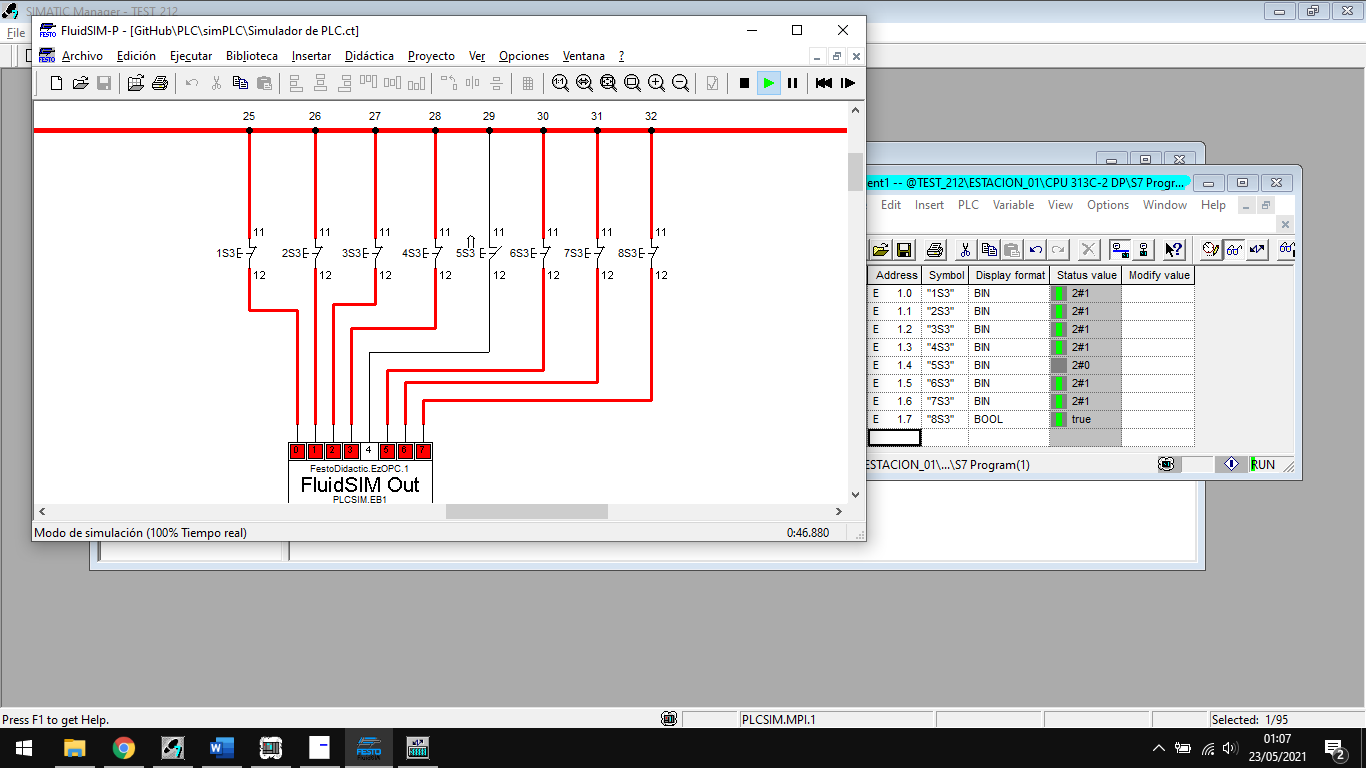 SIMATIC Manager - TEST 212
File
FluidSIM-P - [GitHub\PLC\simPLC\Simulador de PLC.ct]
Archivo Edición Ejecutar Biblioteca Insertar Didáctica Proyecto Ver Opciones Ventana ?
25 26 27 28 29 30 31 32
11 11 11 11 11 11 11 11
1S3 2S3 3S3 4S3 5S3 6S3 7S3 8S3
12 12 12 12 12 12 12 12
0 1 2 3 4 5 6 7
FestoDidactic.EzOPC.1
FluidSIM Out
PLCSIM.EB1
Modo de simulación (100% Tiempo real) 0:46.880
ent1 -- @TEST_212\ESTACION_01\CPU 313C-2 DP\S7 Progr...
Edit Insert PLC Variable View Options Window Help
Address Symbol Display format Status value Modify value
E 1.0 "1S3" BIN 2#1
E 1.1 "2S3" BIN 2#1
E 1.2 "3S3" BIN 2#1
E 1.3 "4S3" BIN 2#1
E 1.4 "5S3" BIN 2#0
E 1.5 "6S3" BIN 2#1
E 1.6 "7S3" BIN 2#1
E 1.7 "8S3" BOOL true
ESTACION_01\...\S7 Program(1) RUN
Press F1 to get Help. PLCSIM.MPI.1 Selected: 1/95
W FESTO 01:07
23/05/2021 2